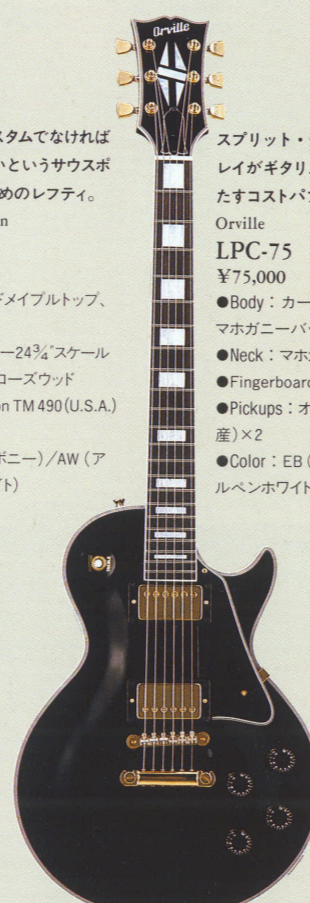 Orville
スタムでなければ
いというサウスポ
めのレフティ。
n
ドメイプルトップ、
ー24¾"スケール
ローズウッド
on TM 490 (U.S.A.)
ボニー)/AW (ア
イト)
スプリット・
レイがギタリ
たすコストパ
Orville
LPC-75
¥75,000
●Body：カー
マホガニーバッ
●Neck：マホ
●Fingerboard
●Pickups：オ
産)×2
●Color：EB (
ルペンホワイト